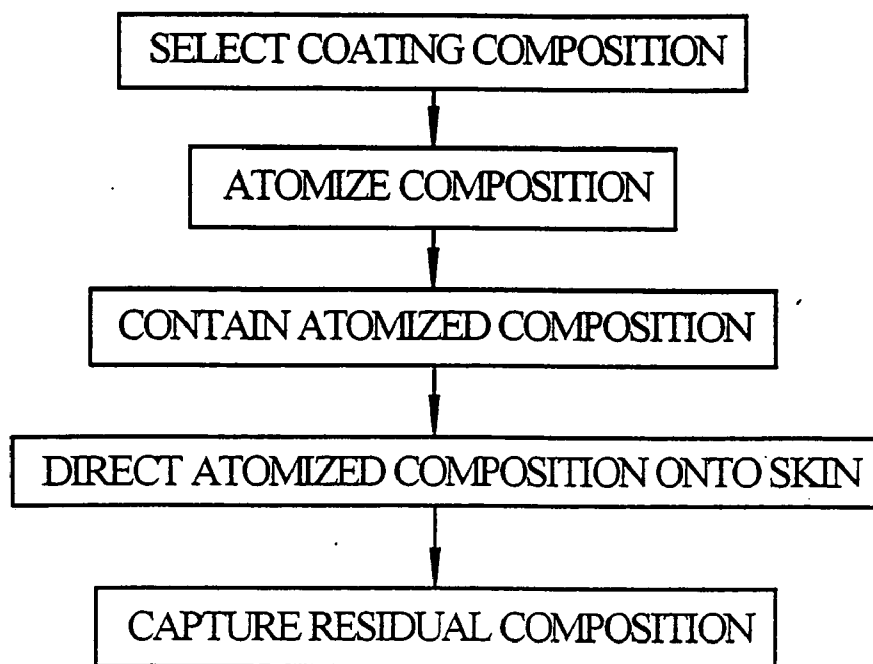 SELECT COATING COMPOSITION
ATOMIZE COMPOSITION
CONTAIN ATOMIZED COMPOSITION
DIRECT ATOMIZED COMPOSITION ONTO SKIN
CAPTURE RESIDUAL COMPOSITION